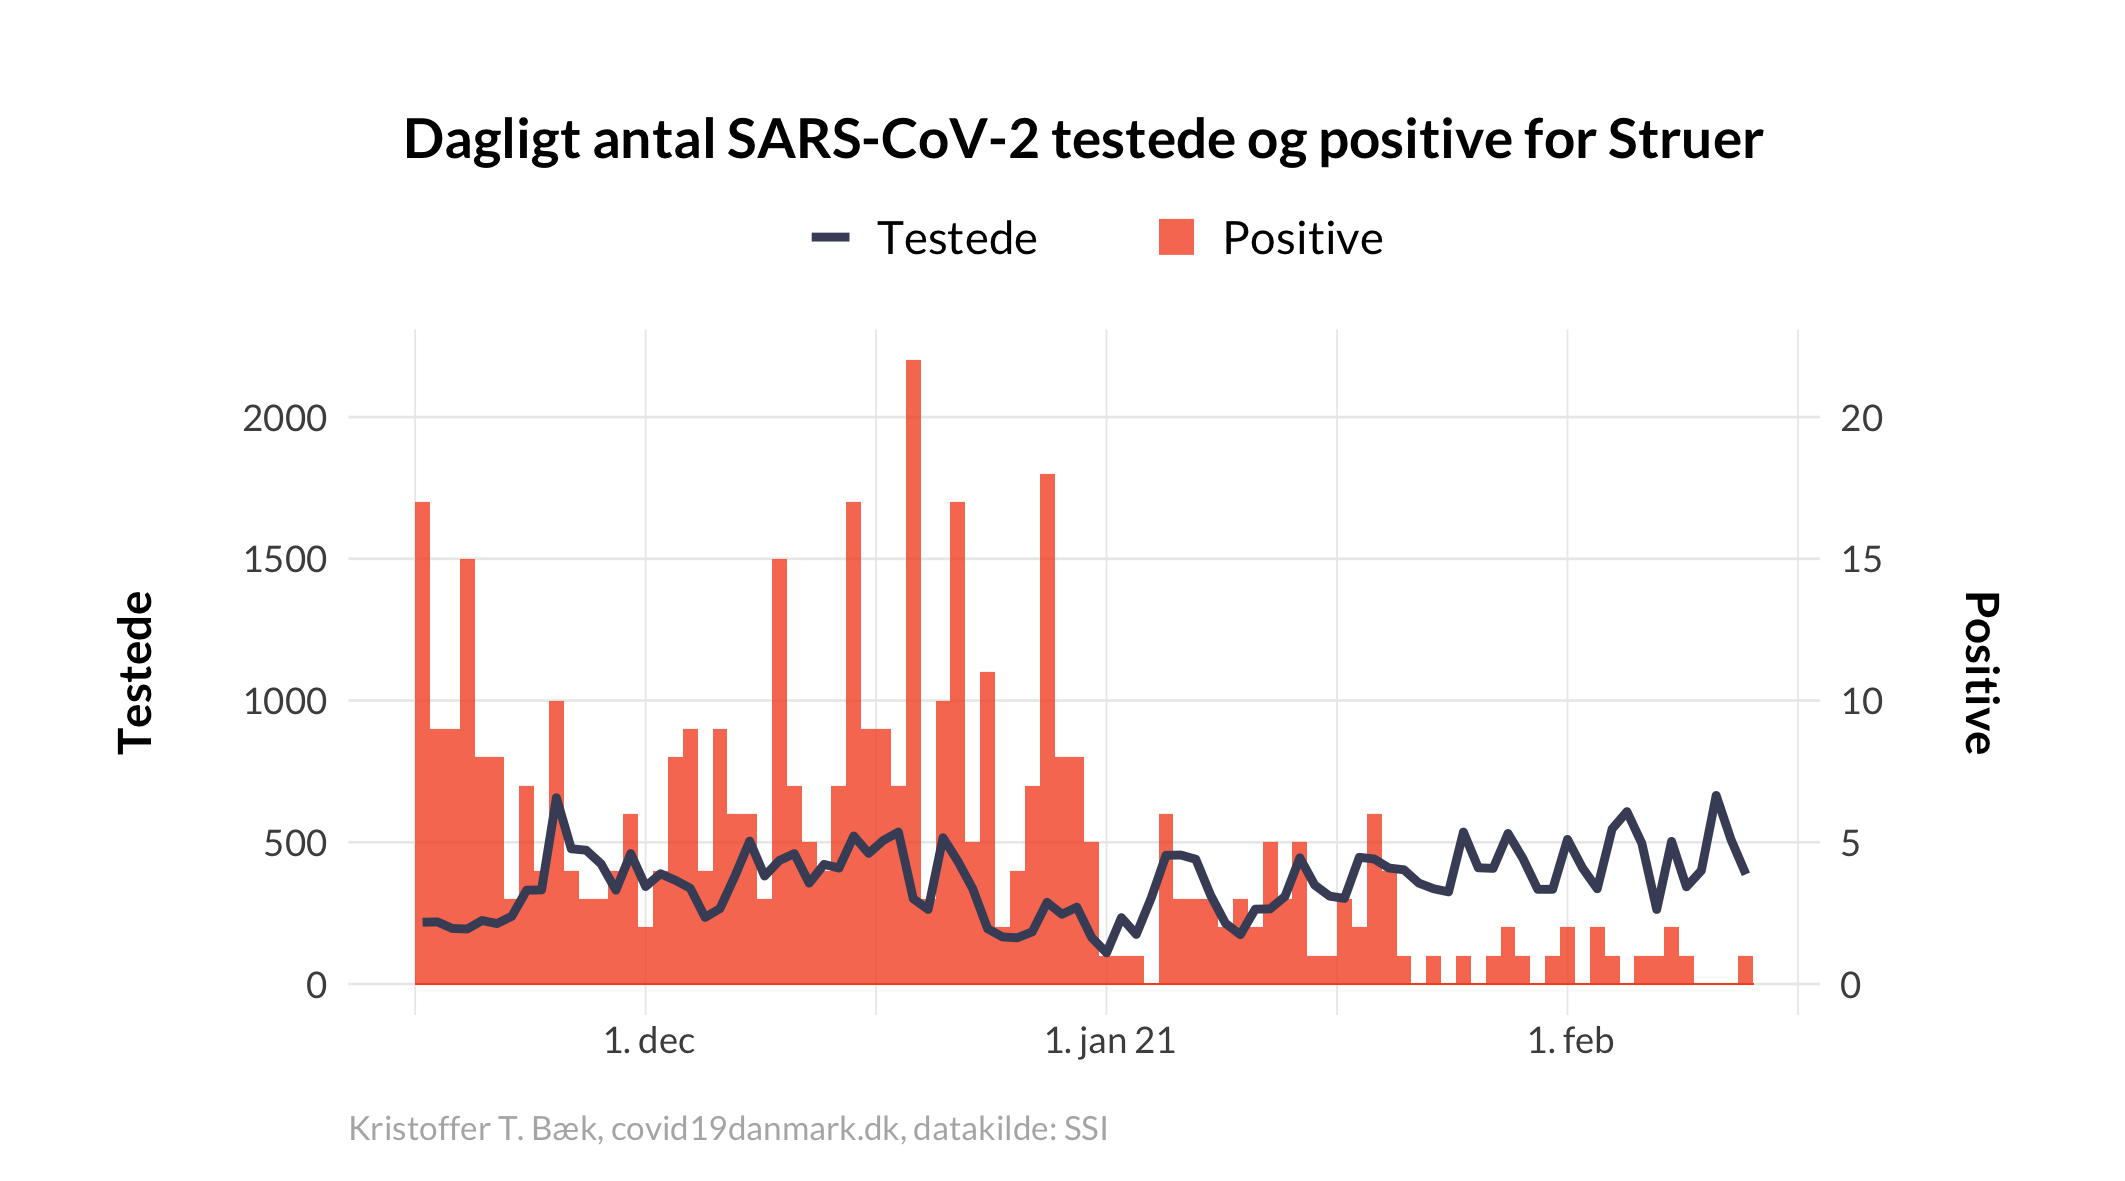 Dagligt antal SARS-CoV-2 testede og positive for Struer
Testede
Positive
2000
1500
1000
500
0
20
15
10
5
0
Testede
Positive
1. dec
1. jan 21
1. feb
Kristoffer T. Bæk, covid19danmark.dk, datakilde: SSI